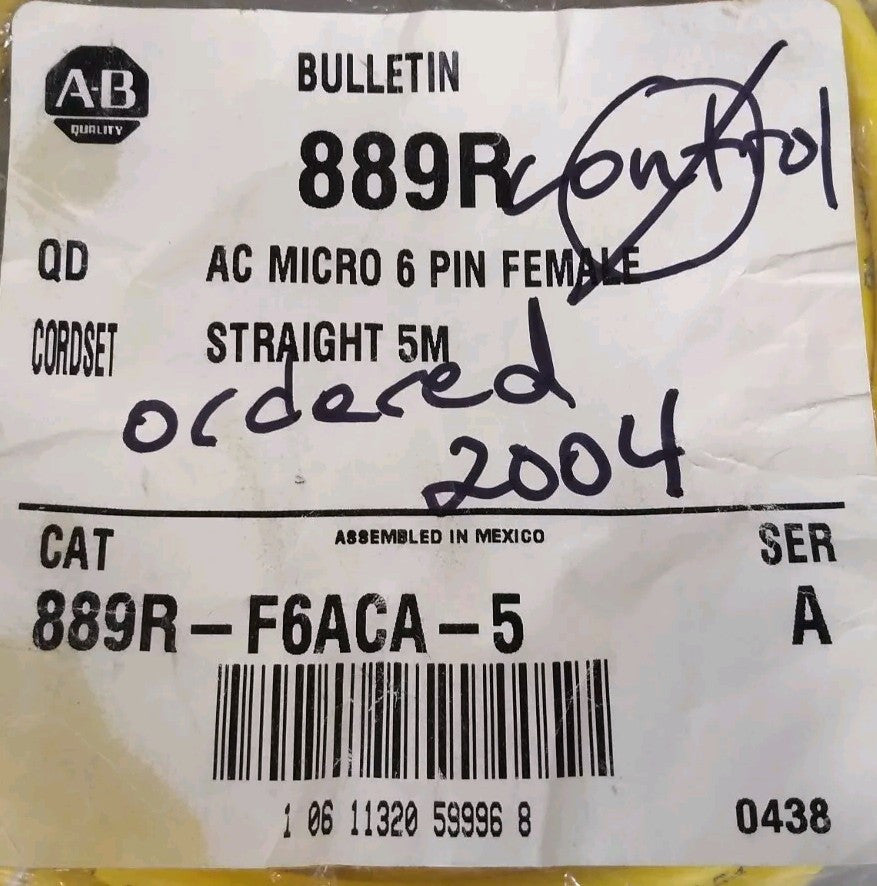 A-B
QUALITY
BULLETIN
889R
control
QD AC MICRO 6 PIN FEMALE
CORDSET STRAIGHT 5M
ordered
2004
ASSEMBLED IN MEXICO
CAT SER
889R-F6ACA-5 A
1 06 11320 59996 8
0438